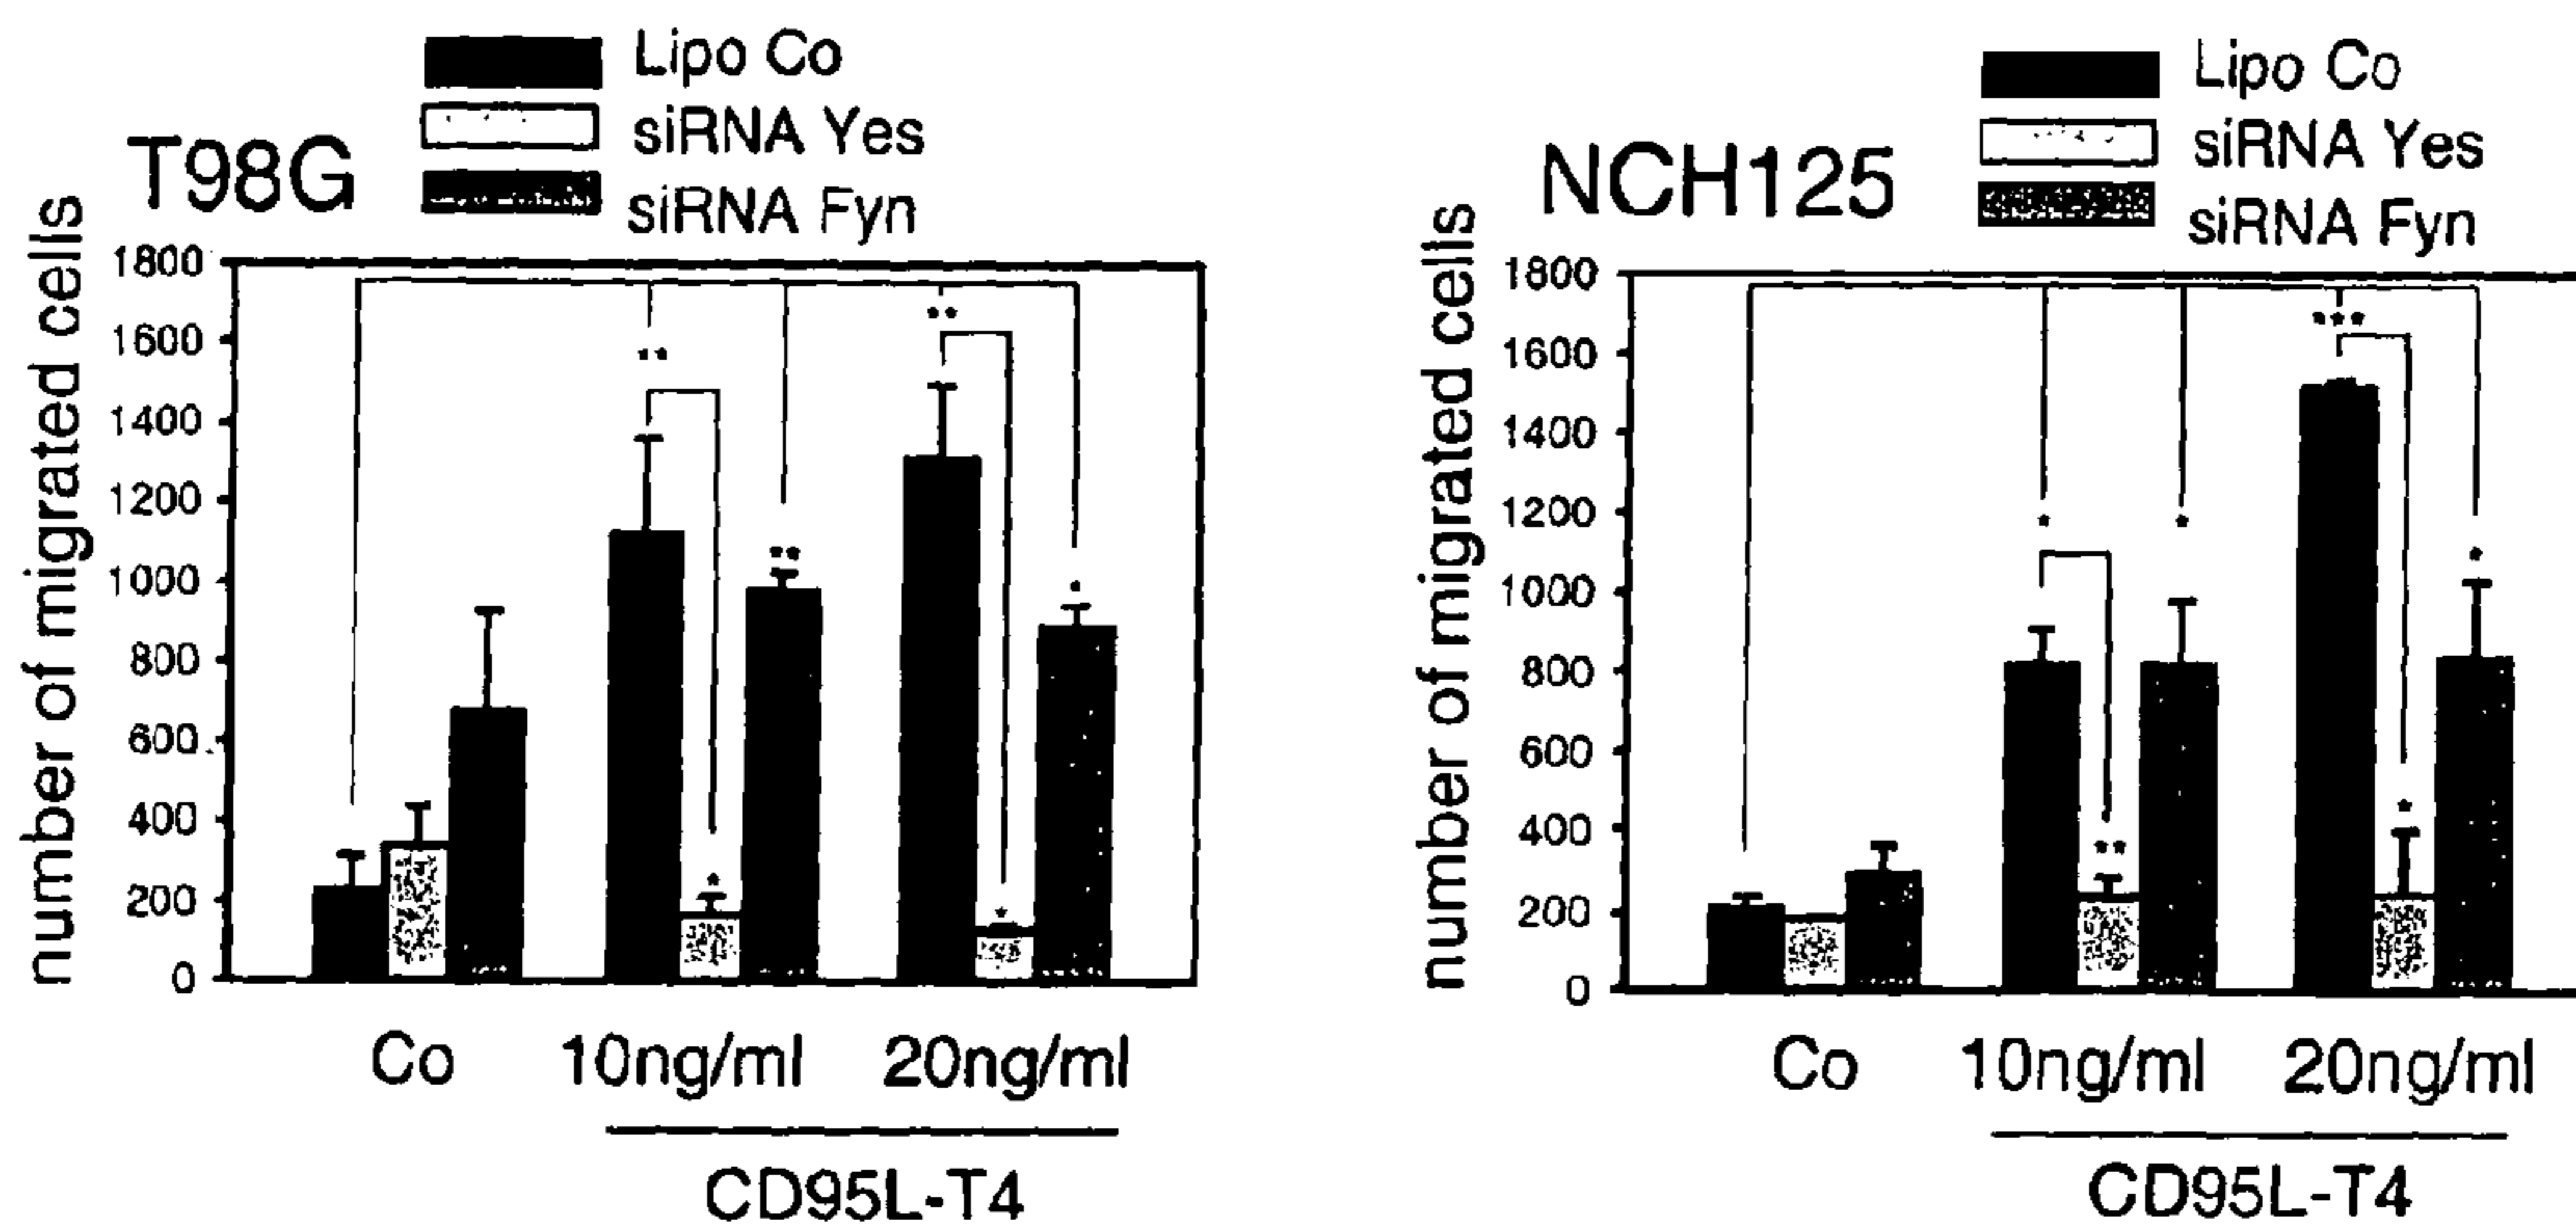 Lipo Co
siRNA Yes
siRNA Fyn
T98G
number of migrated cells
1800
1600
1400
1200
1000
800
600
400
200
0
**
**
**
*
*
*
Co 10ng/ml 20ng/ml
CD95L-T4
Lipo Co
siRNA Yes
siRNA Fyn
NCH125
number of migrated cells
1800
1600
1400
1200
1000
800
600
400
200
0
***
* *
*
*
**
Co 10ng/ml 20ng/ml
CD95L-T4